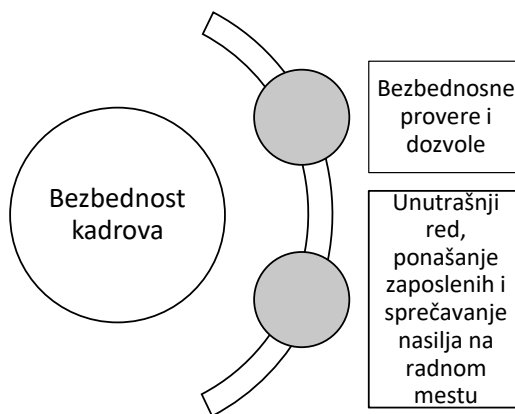 Bezbednost
kadrova
Bezbednosne
provere i
dozvole
Unutrašnji
red,
ponašanje
zaposlenih i
sprečavanje
nasilja na
radnom
mestu